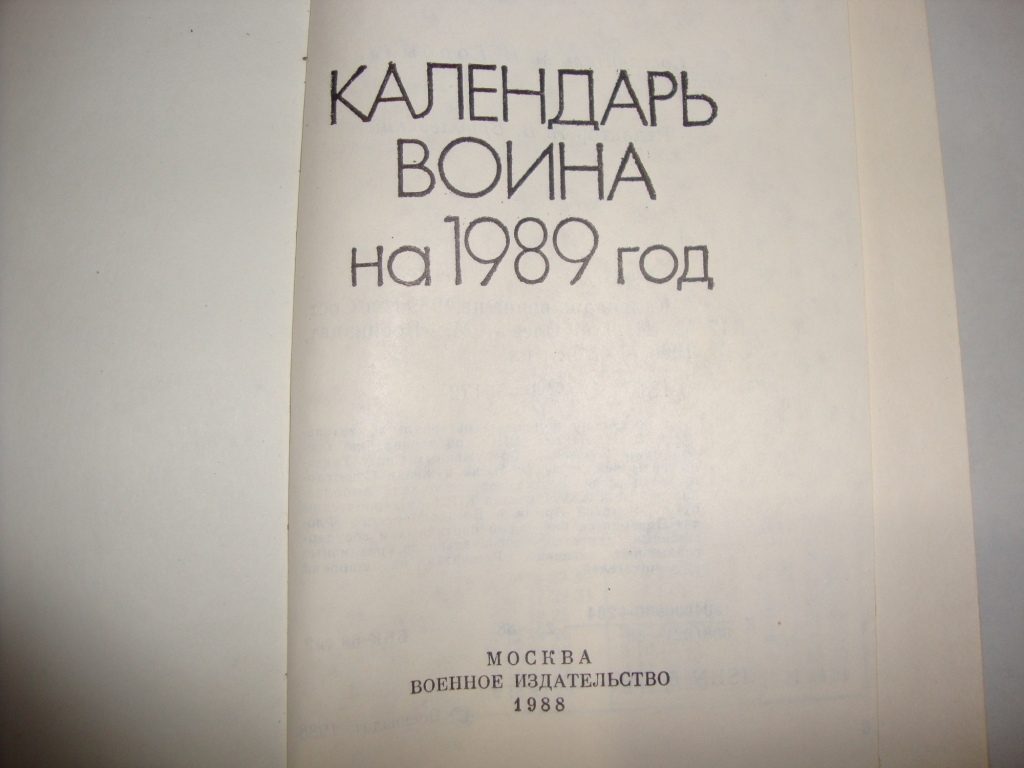 КАЛЕНДАРЬ
ВОИНА
на 1989 год
МОСКВА
ВОЕННОЕ ИЗДАТЕЛЬСТВО
1988